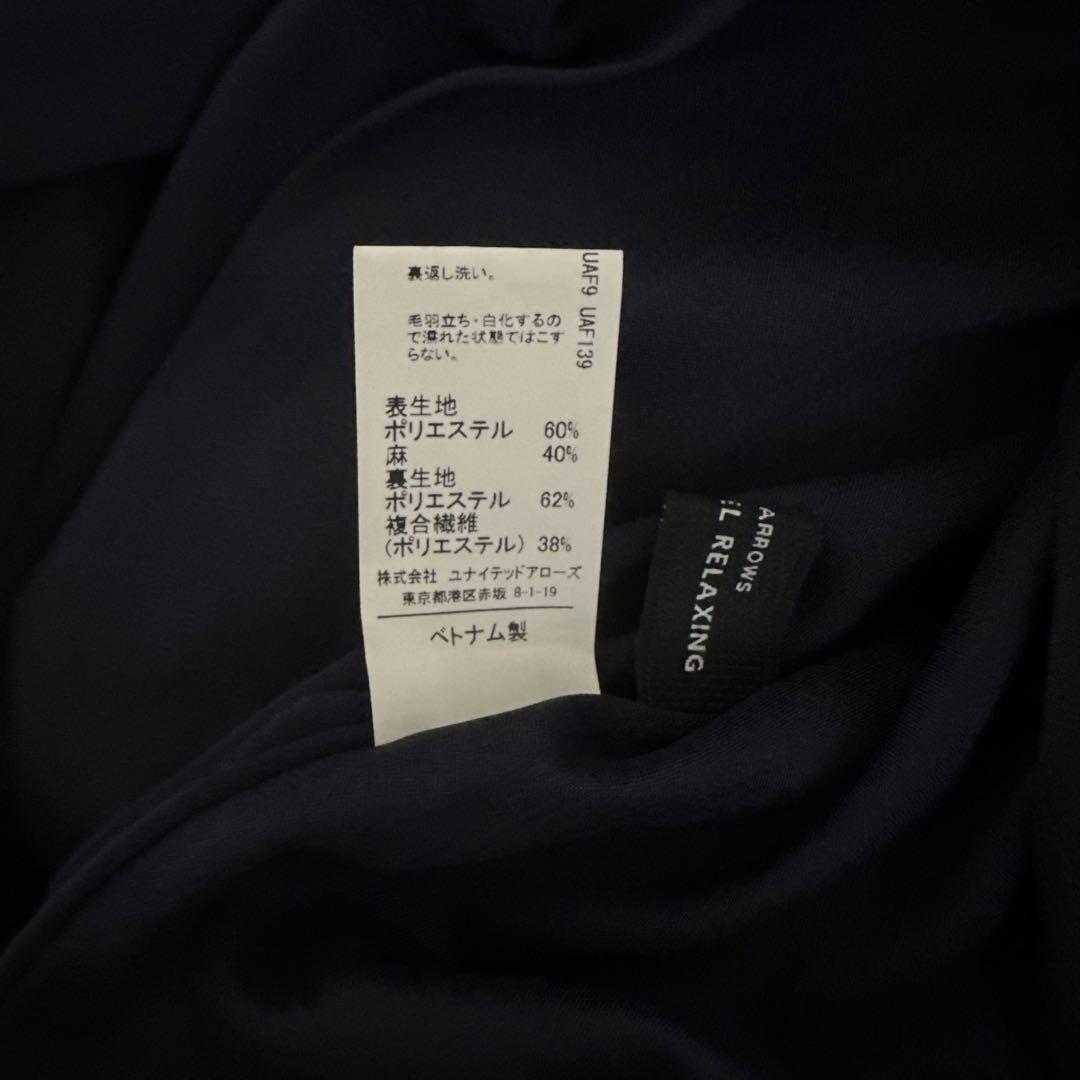 裏返し洗い。
毛羽立ち・白化するの
で濡れた状態ではこす
らない。
UAF9 UAF139
表生地
ポリエステル 60%
麻 40%
裏生地
ポリエステル 62%
複合繊維
(ポリエステル) 38%
株式会社 ユナイテッドアローズ
東京都港区赤坂 8-1-19
ベトナム製
ARROWS
L RELAXING